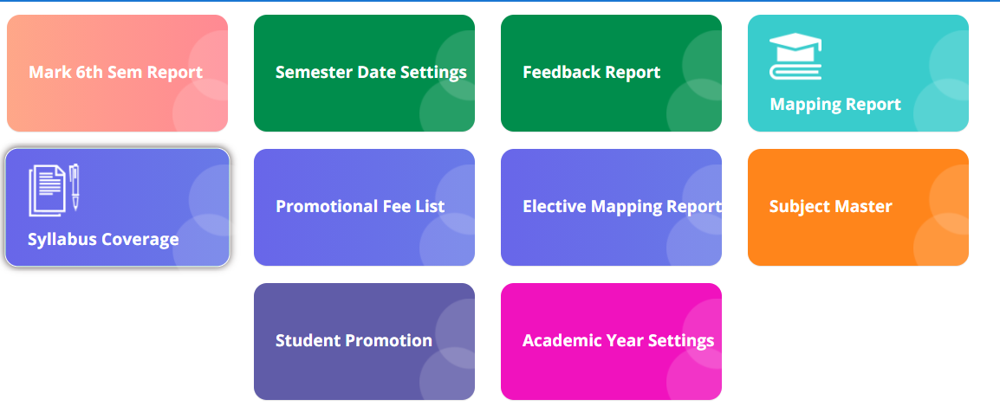 Mark 6th Sem Report
Semester Date Settings
Feedback Report
Mapping Report
Syllabus Coverage
Promotional Fee List
Elective Mapping Report
Subject Master
Student Promotion
Academic Year Settings